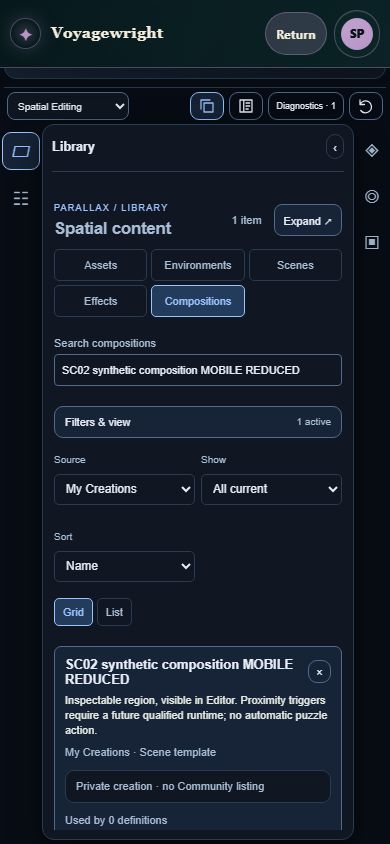 Voyagewright
Return
SP
Spatial Editing
Diagnostics · 1
Library
‹
PARALLAX / LIBRARY
Spatial content
1 item
Expand ↗
Assets
Environments
Scenes
Effects
Compositions
Search compositions
SC02 synthetic composition MOBILE REDUCED
Filters & view
1 active
Source
Show
My Creations
All current
Sort
Name
Grid
List
SC02 synthetic composition MOBILE
REDUCED
×
Inspectable region, visible in Editor. Proximity triggers
require a future qualified runtime; no automatic puzzle
action.
My Creations · Scene template
Private creation · no Community listing
Used by 0 definitions